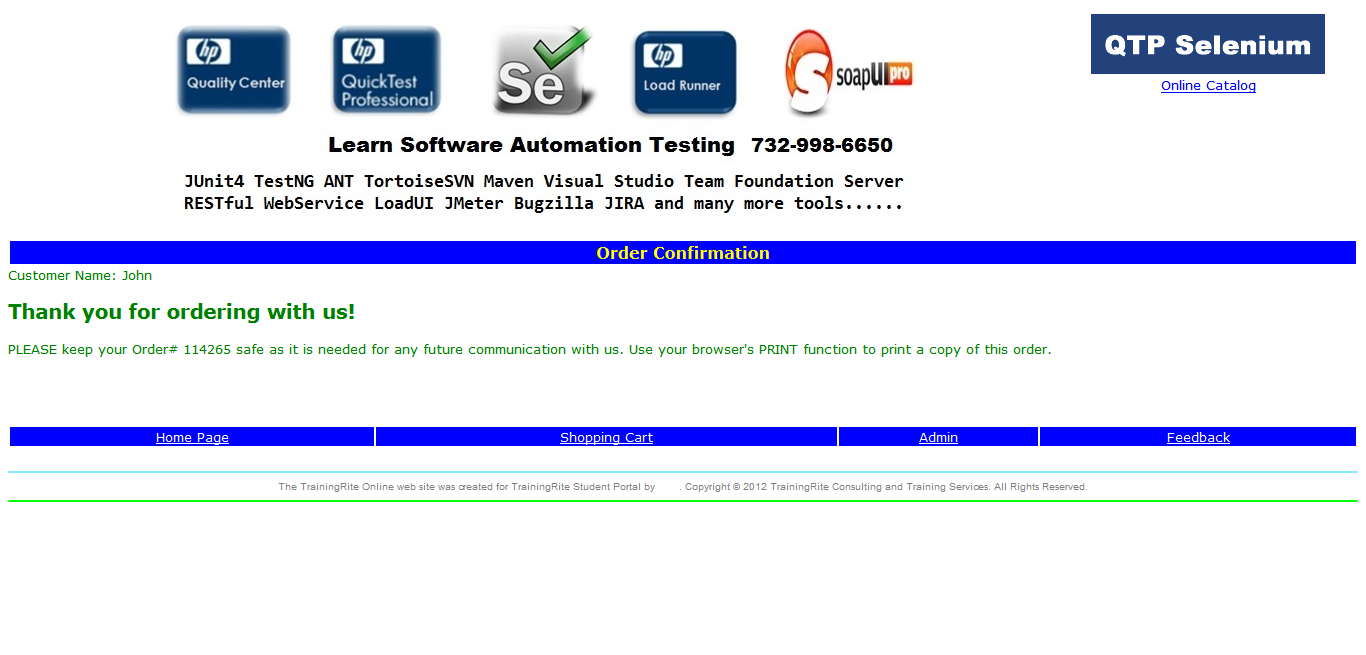 hp
Quality Center
hp
QuickTest
Professional
Se
hp
Load Runner
soapUI pro
QTP Selenium
Online Catalog
Learn Software Automation Testing 732-998-6650
JUnit4 TestNG ANT TortoiseSVN Maven Visual Studio Team Foundation Server
RESTful WebService LoadUI JMeter Bugzilla JIRA and many more tools......
Order Confirmation
Customer Name: John
Thank you for ordering with us!
PLEASE keep your Order# 114265 safe as it is needed for any future communication with us. Use your browser's PRINT function to print a copy of this order.
Home Page Shopping Cart Admin Feedback
The TrainingRite Online web site was created for TrainingRite Student Portal by . Copyright © 2012 TrainingRite Consulting and Training Services. All Rights Reserved.